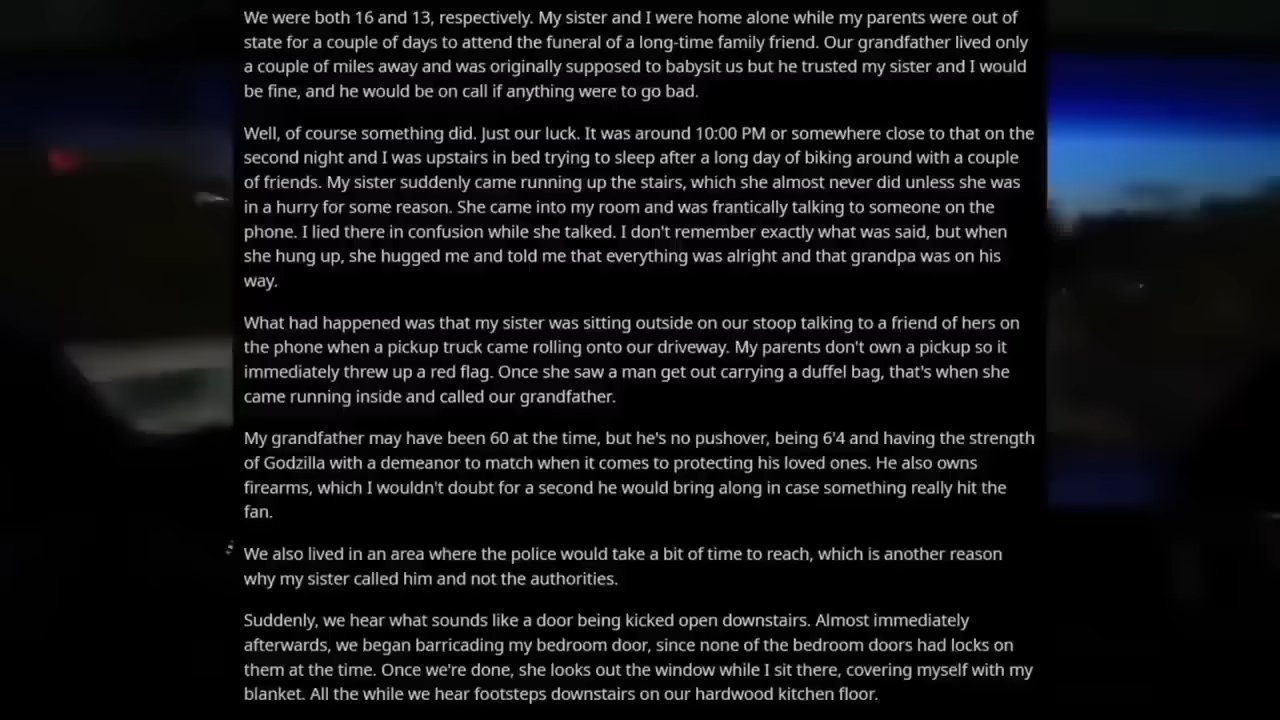 We were both 16 and 13, respectively. My sister and I were home alone while my parents were out of
state for a couple of days to attend the funeral of a long-time family friend. Our grandfather lived only
a couple of miles away and was originally supposed to babysit us but he trusted my sister and I would
be fine, and he would be on call if anything were to go bad.
Well, of course something did. Just our luck. It was around 10:00 PM or somewhere close to that on the
second night and I was upstairs in bed trying to sleep after a long day of biking around with a couple
of friends. My sister suddenly came running up the stairs, which she almost never did unless she was
in a hurry for some reason. She came into my room and was frantically talking to someone on the
phone. I lied there in confusion while she talked. I don't remember exactly what was said, but when
she hung up, she hugged me and told me that everything was alright and that grandpa was on his
way.
What had happened was that my sister was sitting outside on our stoop talking to a friend of hers on
the phone when a pickup truck came rolling onto our driveway. My parents don't own a pickup so it
immediately threw up a red flag. Once she saw a man get out carrying a duffel bag, that's when she
came running inside and called our grandfather.
My grandfather may have been 60 at the time, but he's no pushover, being 6'4 and having the strength
of Godzilla with a demeanor to match when it comes to protecting his loved ones. He also owns
firearms, which I wouldn't doubt for a second he would bring along in case something really hit the
fan.
We also lived in an area where the police would take a bit of time to reach, which is another reason
why my sister called him and not the authorities.
Suddenly, we hear what sounds like a door being kicked open downstairs. Almost immediately
afterwards, we began barricading my bedroom door, since none of the bedroom doors had locks on
them at the time. Once we're done, she looks out the window while I sit there, covering myself with my
blanket. All the while we hear footsteps downstairs on our hardwood kitchen floor.